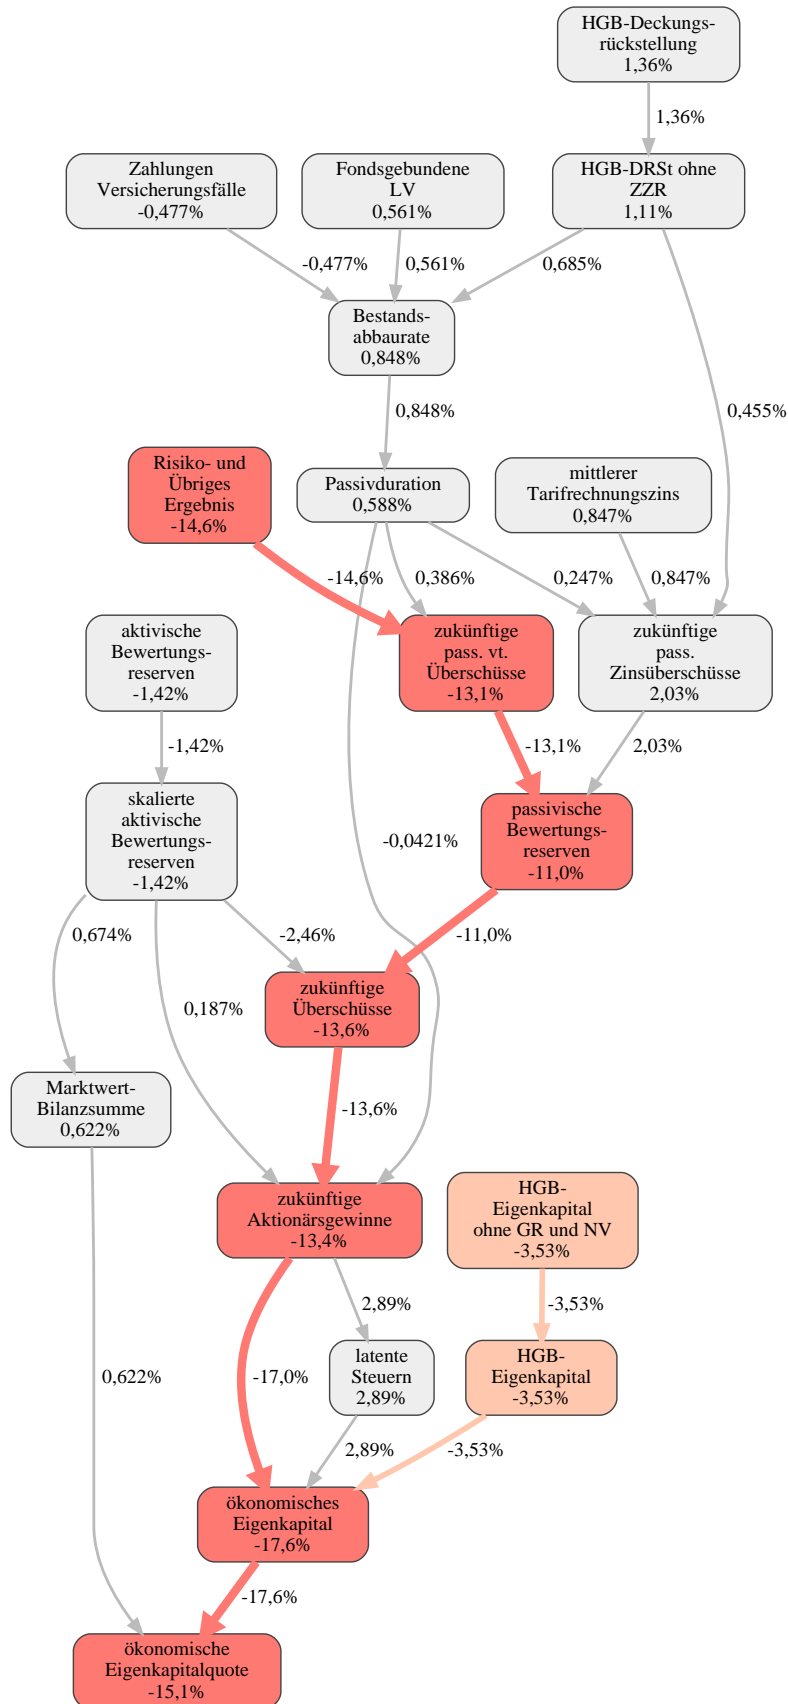 HGB-Deckungs-
rückstellung
1,36%
1,36%
Zahlungen
Versicherungsfälle
-0,477%
Fondsgebundene
LV
0,561%
HGB-DRSt ohne
ZZR
1,11%
-0,477%
0,561%
0,685%
Bestands-
abbaurate
0,848%
0,848%
0,455%
Risiko- und
Übriges
Ergebnis
-14,6%
Passivduration
0,588%
mittlerer
Tarifrechnungszins
0,847%
-14,6%
0,386%
0,247%
0,847%
aktivische
Bewertungs-
reserven
-1,42%
zukünftige
pass. vt.
Überschüsse
-13,1%
zukünftige
pass.
Zinsüberschüsse
2,03%
-1,42%
-13,1%
2,03%
skalierte
aktivische
Bewertungs-
reserven
-1,42%
-0,0421%
passivische
Bewertungs-
reserven
-11,0%
0,674%
-2,46%
-11,0%
0,187%
zukünftige
Überschüsse
-13,6%
Marktwert-
Bilanzsumme
0,622%
-13,6%
zukünftige
Aktionärsgewinne
-13,4%
HGB-
Eigenkapital
ohne GR und NV
-3,53%
2,89%
-3,53%
0,622%
-17,0%
latente
Steuern
2,89%
HGB-
Eigenkapital
-3,53%
2,89%
-3,53%
ökonomisches
Eigenkapital
-17,6%
-17,6%
ökonomische
Eigenkapitalquote
-15,1%